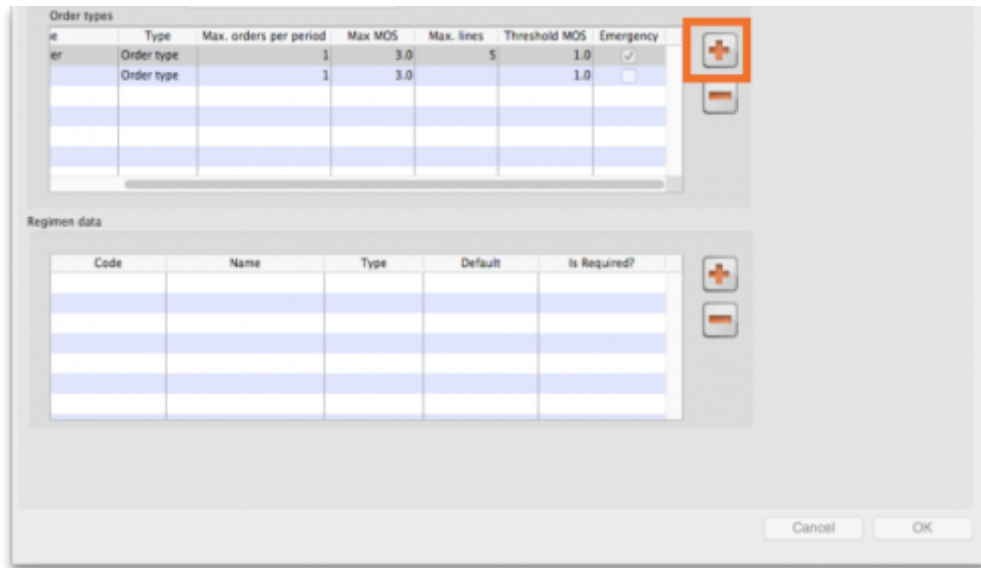 Order types
e Type Max. orders per period Max MOS Max. lines Threshold MOS Emergency
er Order type 1 3.0 5 1.0
Order type 1 3.0 1.0
Regimen data
Code Name Type Default Is Required?
Cancel OK